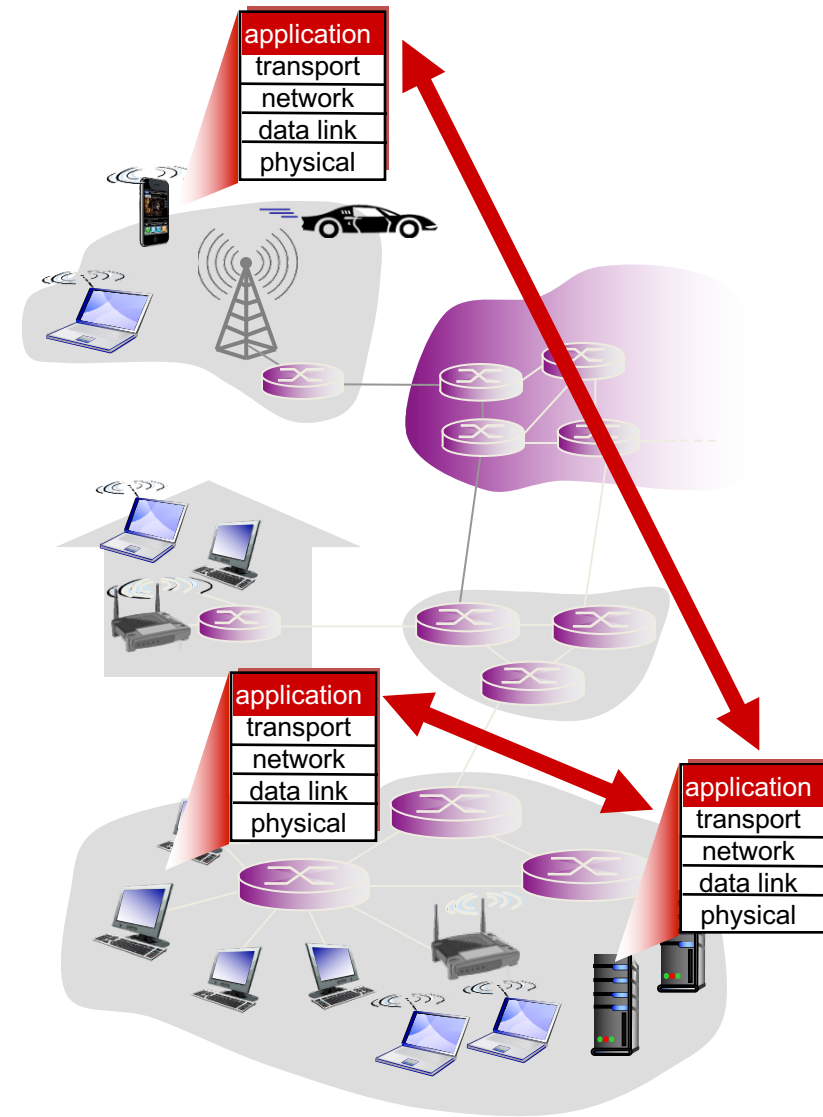 application
transport
network
data link
physical
application
transport
network
data link
physical
application
transport
network
data link
physical